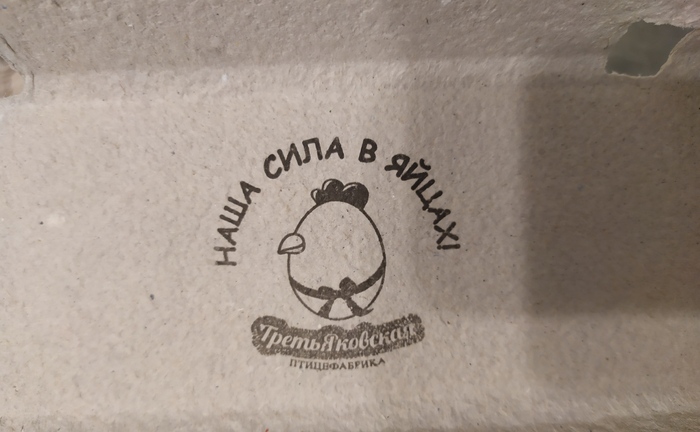 НАША СИЛА В ЯЙЦАХ!
ТретьЯковская
ПТИЦЕФАБРИКА